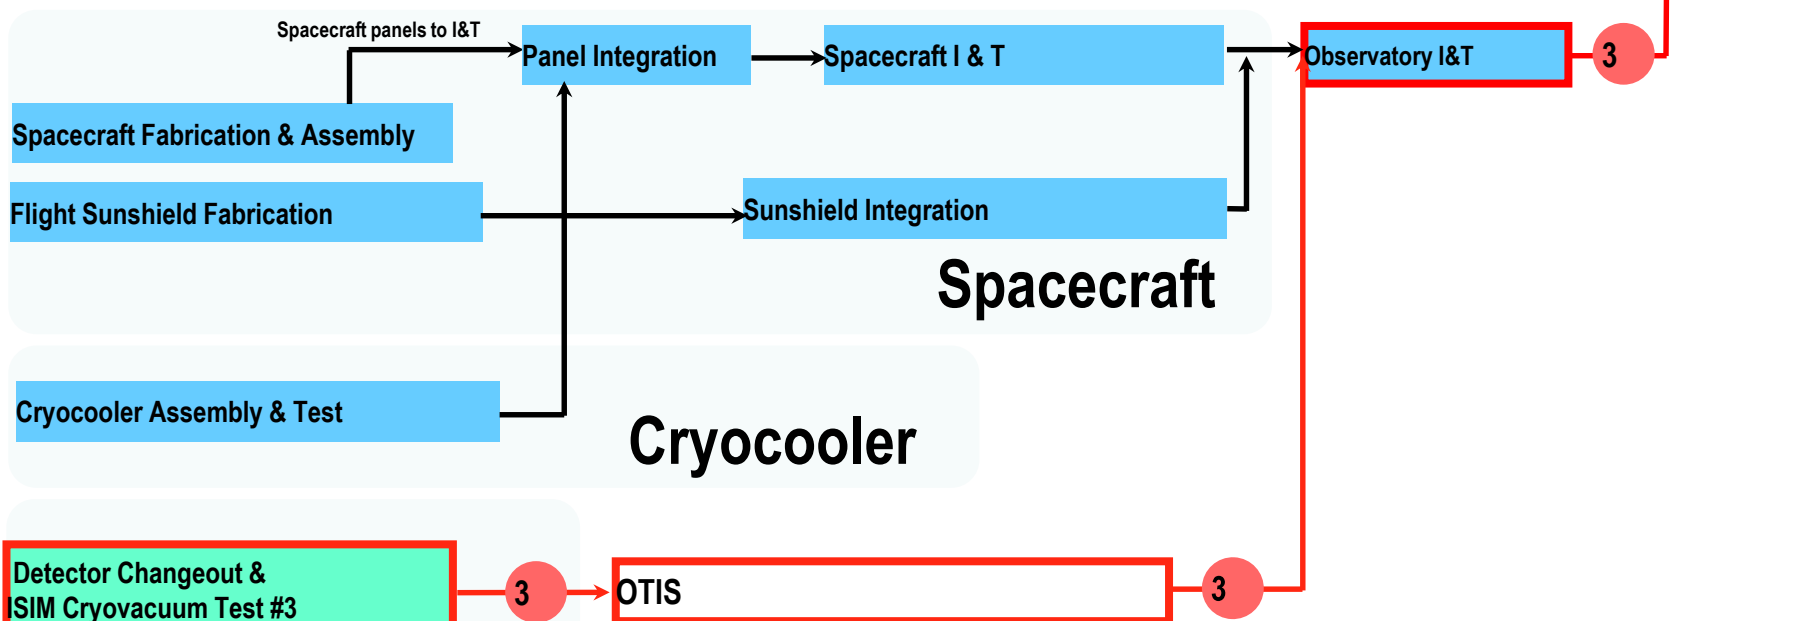 Spacecraft panels to I&T
Panel Integration
Spacecraft I & T
Observatory I&T
3
Spacecraft Fabrication & Assembly
Flight Sunshield Fabrication
Sunshield Integration
Spacecraft
Cryocooler Assembly & Test
Cryocooler
Detector Changeout &
ISIM Cryovacuum Test #3
3
OTIS
3